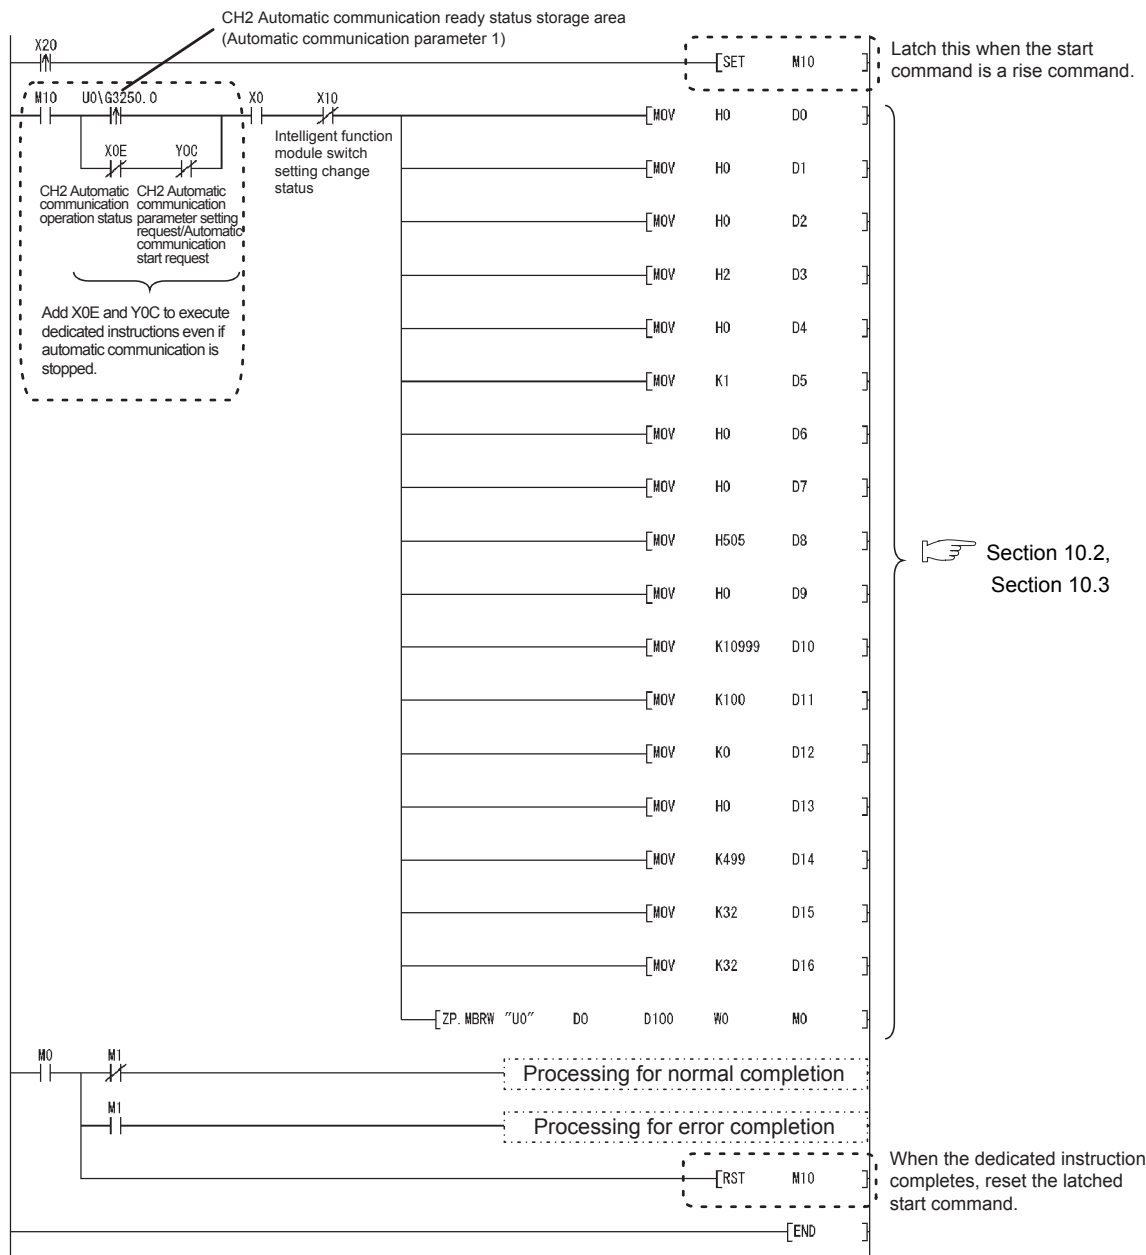 CH2 Automatic communication ready status storage area
(Automatic communication parameter 1)
X20
[SET M10 ]
Latch this when the start
command is a rise command.
M10 U0\G3250.0 X0 X10
[MOV H0 D0 ]
Intelligent function
module switch
setting change
status
X0E Y0C
[MOV H0 D1 ]
CH2 Automatic
communication
operation status
CH2 Automatic
communication
parameter setting
request/Automatic
communication
start request
[MOV H0 D2 ]
[MOV H2 D3 ]
Add X0E and Y0C to execute
dedicated instructions even if
automatic communication is
stopped.
[MOV H0 D4 ]
[MOV K1 D5 ]
[MOV H0 D6 ]
[MOV H0 D7 ]
[MOV H505 D8 ]
Section 10.2,
Section 10.3
[MOV H0 D9 ]
[MOV K10999 D10 ]
[MOV K100 D11 ]
[MOV K0 D12 ]
[MOV H0 D13 ]
[MOV K499 D14 ]
[MOV K32 D15 ]
[MOV K32 D16 ]
[ZP.MBRW "U0" D0 D100 W0 M0 ]
M0 M1
Processing for normal completion
M1
Processing for error completion
[RST M10 ]
When the dedicated instruction
completes, reset the latched
start command.
[END ]